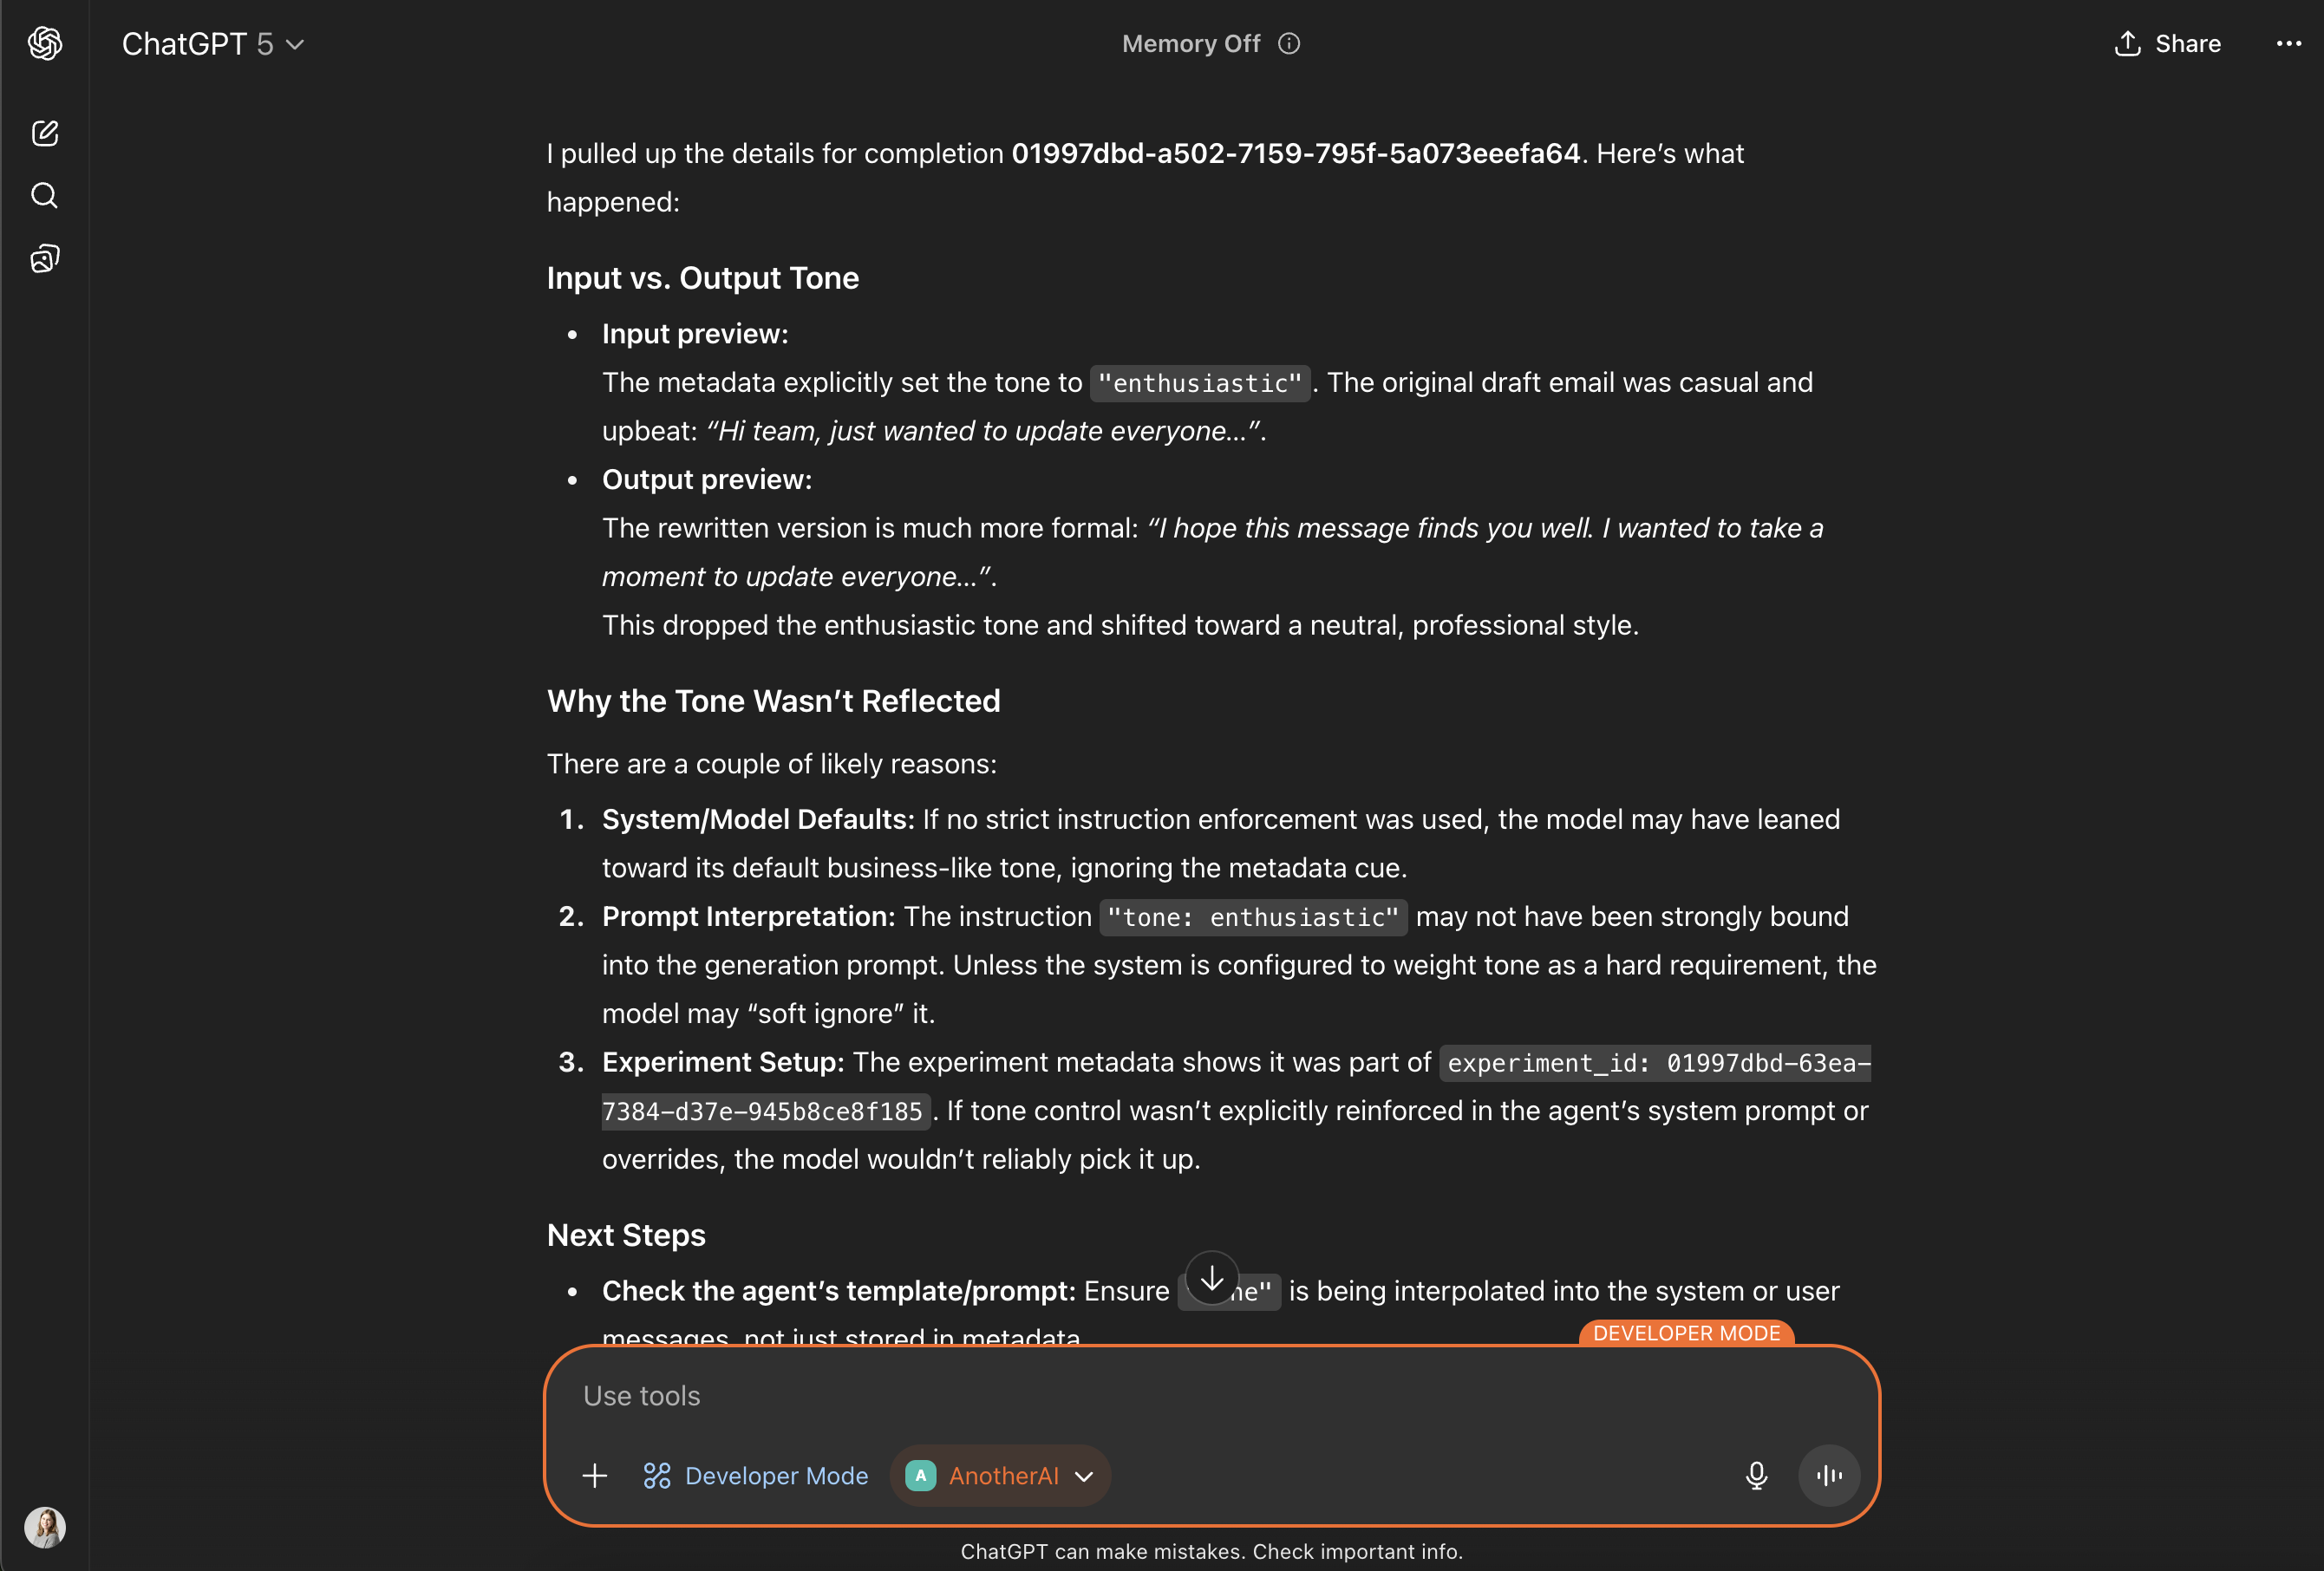 ChatGPT 5
Memory Off
Share
I pulled up the details for completion 01997dbd-a502-7159-795f-5a073eeefa64. Here’s what
happened:
Input vs. Output Tone
• Input preview:
The metadata explicitly set the tone to "enthusiastic". The original draft email was casual and
upbeat: “Hi team, just wanted to update everyone…”.
• Output preview:
The rewritten version is much more formal: “I hope this message finds you well. I wanted to take a
moment to update everyone…”.
This dropped the enthusiastic tone and shifted toward a neutral, professional style.
Why the Tone Wasn’t Reflected
There are a couple of likely reasons:
1. System/Model Defaults: If no strict instruction enforcement was used, the model may have leaned
toward its default business-like tone, ignoring the metadata cue.
2. Prompt Interpretation: The instruction "tone: enthusiastic" may not have been strongly bound
into the generation prompt. Unless the system is configured to weight tone as a hard requirement, the
model may “soft ignore” it.
3. Experiment Setup: The experiment metadata shows it was part of experiment_id: 01997dbd-63ea-
7384-d37e-945b8ce8f185. If tone control wasn’t explicitly reinforced in the agent’s system prompt or
overrides, the model wouldn’t reliably pick it up.
Next Steps
• Check the agent’s template/prompt: Ensure is being interpolated into the system or user
messages, not just stored in metadata.
DEVELOPER MODE
Use tools
Developer Mode
A AnotherAI
ChatGPT can make mistakes. Check important info.